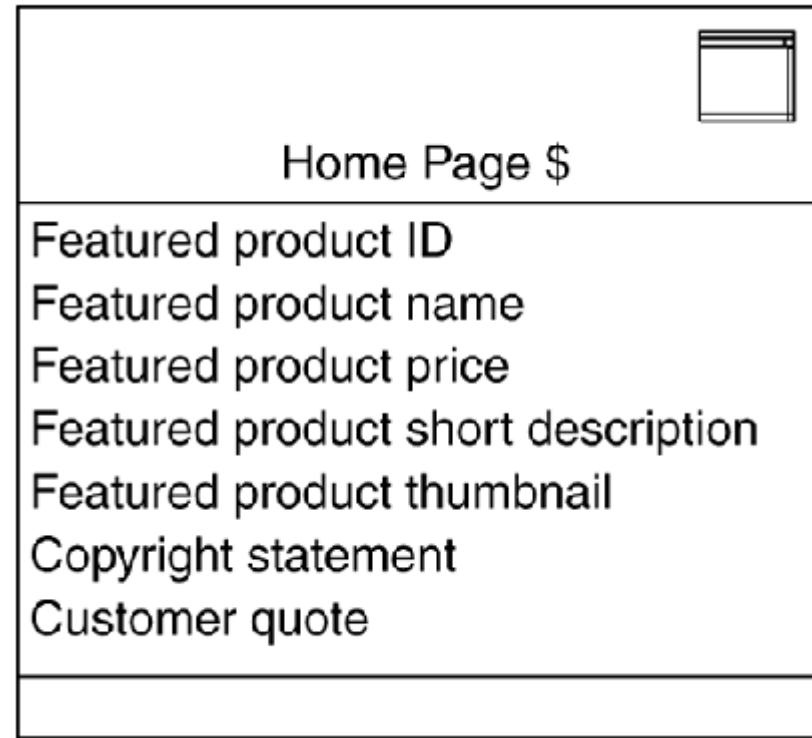 Home Page $
Featured product ID
Featured product name
Featured product price
Featured product short description
Featured product thumbnail
Copyright statement
Customer quote